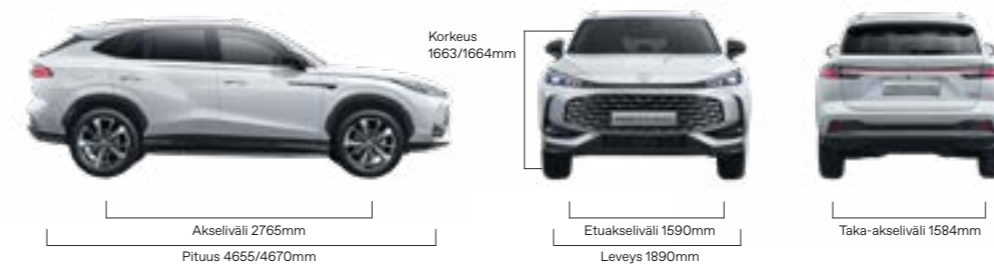 Korkeus
1663/1664mm
Akseliväli 2765mm
Etuakseliväli 1590mm
Taka-akseliväli 1584mm
Pituus 4655/4670mm
Leveys 1890mm